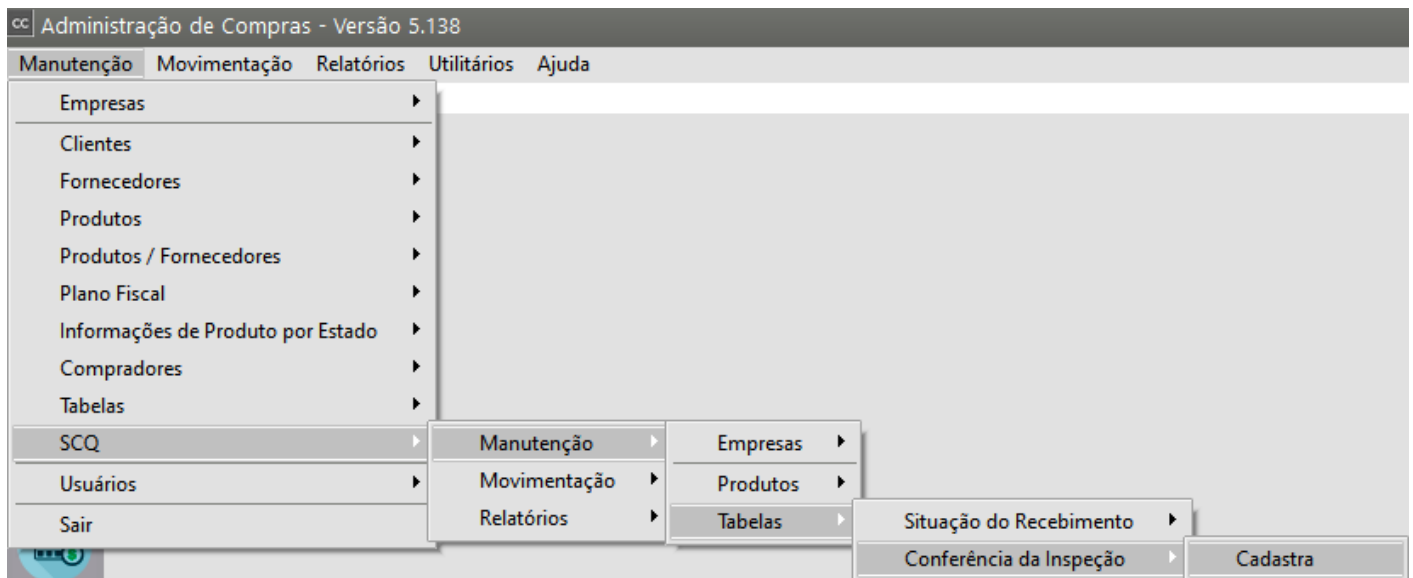 cc Administração de Compras - Versão 5.138
Manutenção Movimentação Relatórios Utilitários Ajuda
Empresas
Clientes
Fornecedores
Produtos
Produtos / Fornecedores
Plano Fiscal
Informações de Produto por Estado
Compradores
Tabelas
SCQ Manutenção Empresas
Usuários Movimentação Produtos
Sair Relatórios Tabelas Situação do Recebimento
Conferência da Inspeção Cadastra